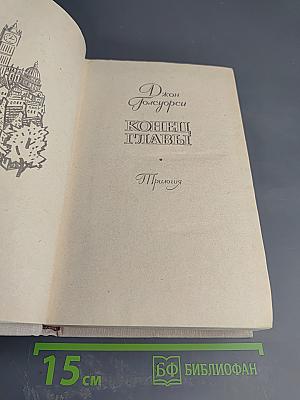 Джон
Голсуорси
КОНЕЦ
ГЛАВЫ
Трилогия
15 см
БФ БИБЛИОФАН